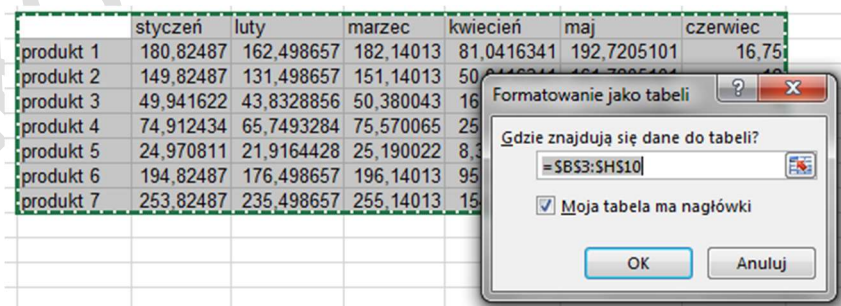 styczeń luty marzec kwiecień maj czerwiec
produkt 1 180,82487 162,498657 182,14013 81,0416341 192,7205101 16,75
produkt 2 149,82487 131,498657 151,14013
produkt 3 49,941622 43,8328856 50,380043
produkt 4 74,912434 65,7493284 75,570065
produkt 5 24,970811 21,9164428 25,190022
produkt 6 194,82487 176,498657 196,14013
produkt 7 253,82487 235,498657 255,14013
Formatowanie jako tabeli
Gdzie znajdują się dane do tabeli?
=$B$3:$H$10
Moja tabela ma nagłówki
OK Anuluj